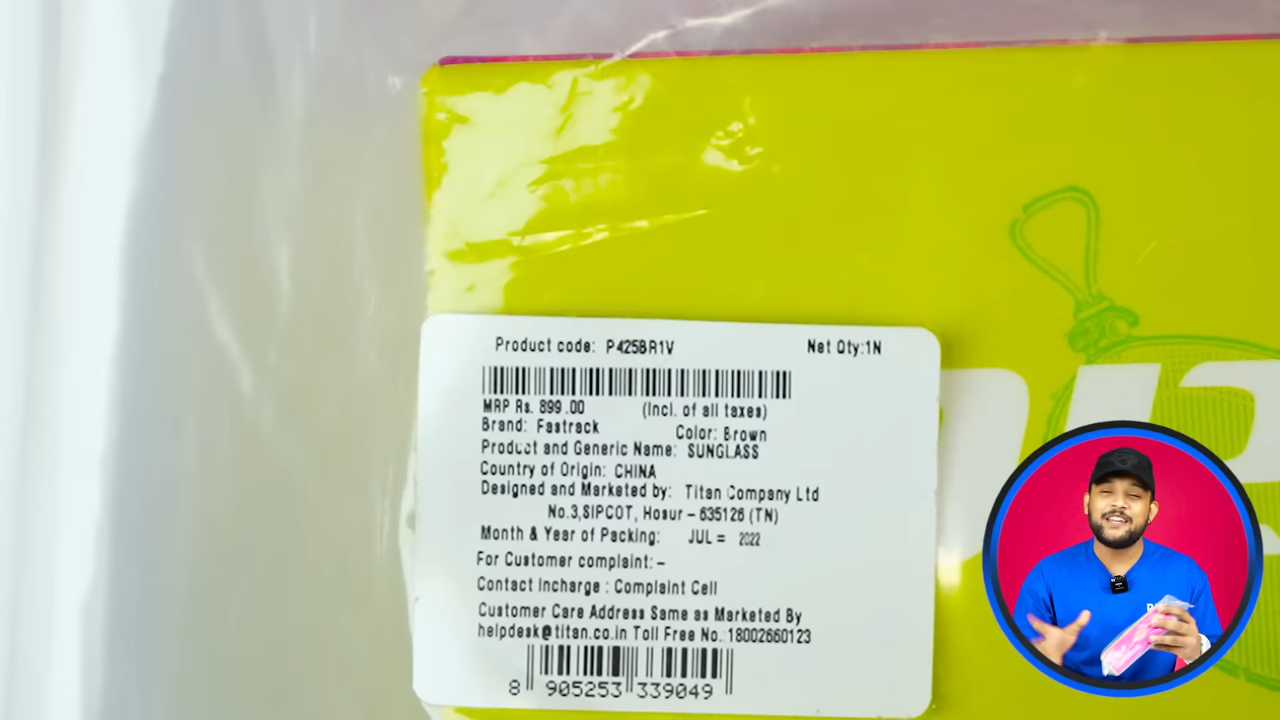 Product code: P425BR1V Net Qty:1N
MRP Rs. 899.00 (Incl. of all taxes)
Brand: Fastrack Color: Brown
Product and Generic Name: SUNGLASS
Country of Origin: CHINA
Designed and Marketed by: Titan Company Ltd
No.3,SIPCOT, Hosur - 635126 (TN)
Month & Year of Packing: JUL = 2022
For Customer complaint: -
Contact Incharge : Complaint Cell
Customer Care Address Same as Marketed By
helpdesk@titan.co.in Toll Free No. 18002660123
8 905253 339049